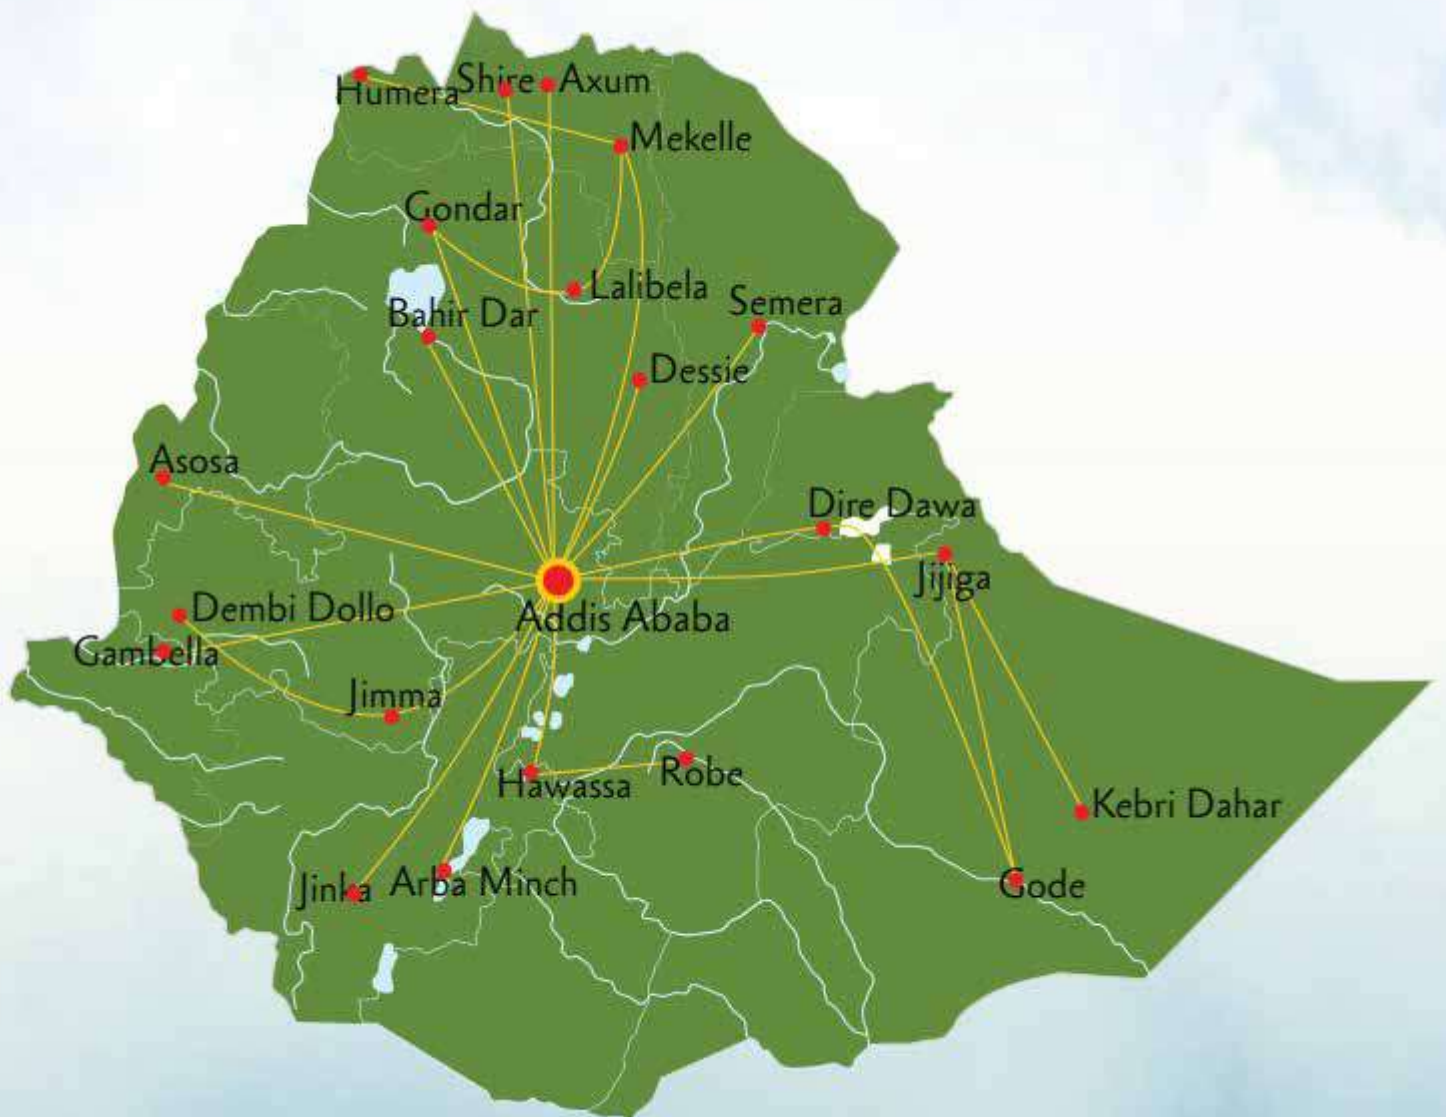 Humera
Shire
Axum
Mekelle
Gondar
Lalibela
Semera
Bahir Dar
Dessie
Asosa
Dire Dawa
Jijiga
Dembi Dollo
Addis Ababa
Gambella
Jimma
Hawassa
Robe
Kebri Dahar
Jinka
Arba Minch
Gode